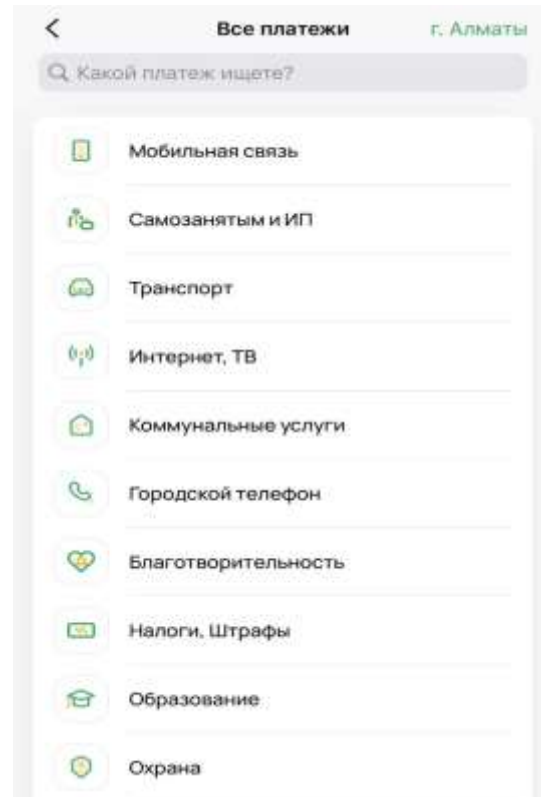 Все платежи
г. Алматы
Какой платеж ищете?
Мобильная связь
Самозанятым и ИП
Транспорт
Интернет, ТВ
Коммунальные услуги
Городской телефон
Благотворительность
Налоги, Штрафы
Образование
Охрана